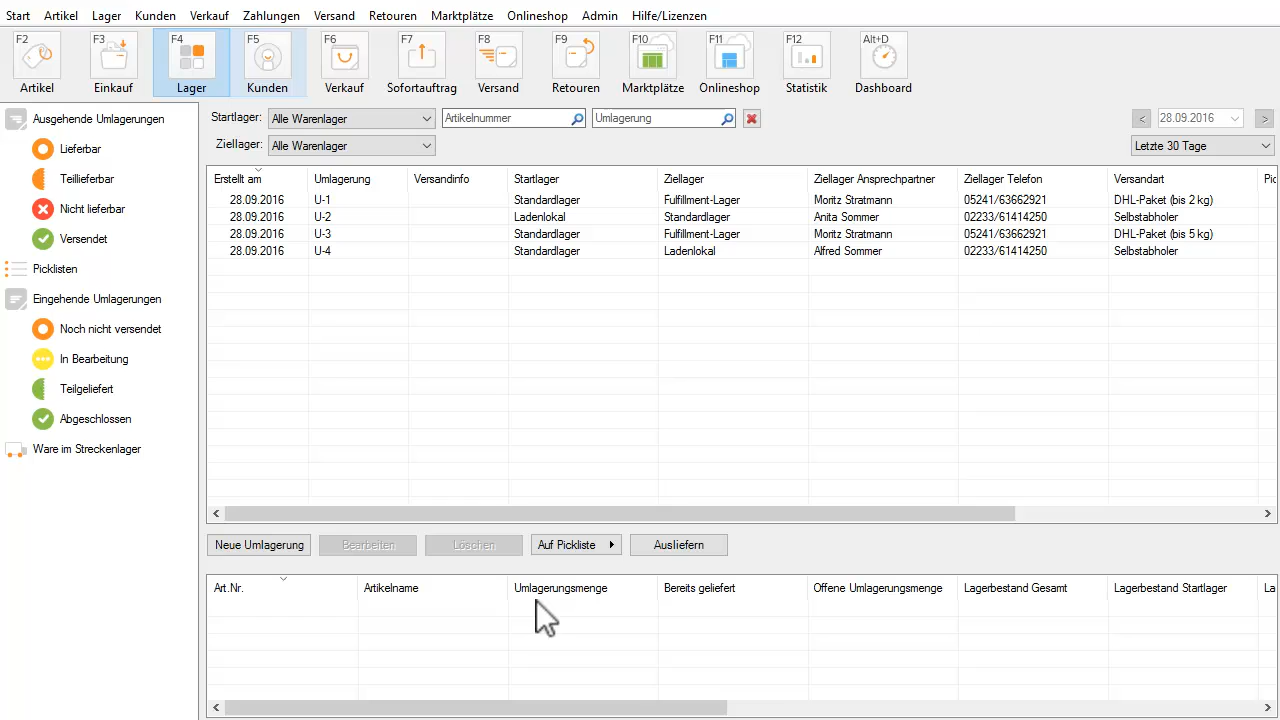 Start Artikel Lager Kunden Verkauf Zahlungen Versand Retouren Marktplätze Onlineshop Admin Hilfe/Lizenzen
F2 F3 F4 F5 F6 F7 F8 F9 F10 F11 F12 Alt+D
Artikel Einkauf Lager Kunden Verkauf Sofortauftrag Versand Retouren Marktplätze Onlineshop Statistik Dashboard
Ausgehende Umlagerungen
Lieferbar
Teillieferbar
Nicht lieferbar
Versendet
Picklisten
Eingehende Umlagerungen
Noch nicht versendet
In Bearbeitung
Teilgeliefert
Abgeschlossen
Ware im Streckenlager
Startlager: Alle Warenlager Artikelnummer Umlagerung < 28.09.2016 >
Ziellager: Alle Warenlager Letzte 30 Tage
Erstellt am Umlagerung Versandinfo Startlager Ziellager Ziellager Ansprechpartner Ziellager Telefon Versandart Pic
28.09.2016 U-1 Standardlager Fulfillment-Lager Moritz Stratmann 05241/63662921 DHL-Paket (bis 2 kg)
28.09.2016 U-2 Ladenlokal Standardlager Anita Sommer 02233/61414250 Selbstabholer
28.09.2016 U-3 Standardlager Fulfillment-Lager Moritz Stratmann 05241/63662921 DHL-Paket (bis 5 kg)
28.09.2016 U-4 Standardlager Ladenlokal Alfred Sommer 02233/61414250 Selbstabholer
Neue Umlagerung Bearbeiten Löschen Auf Pickliste Ausliefern
Art.Nr. Artikelname Umlagerungsmenge Bereits geliefert Offene Umlagerungsmenge Lagerbestand Gesamt Lagerbestand Startlager La